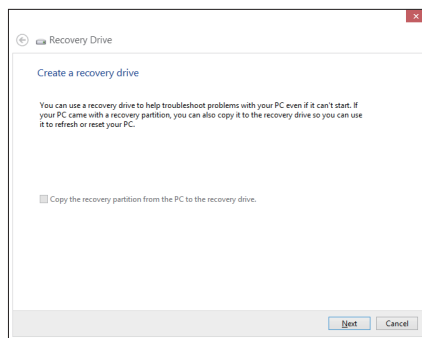 Recovery Drive
Create a recovery drive
You can use a recovery drive to help troubleshoot problems with your PC even if it can't start. If
your PC came with a recovery partition, you can also copy it to the recovery drive so you can use
it to refresh or reset your PC.
Copy the recovery partition from the PC to the recovery drive.
Next Cancel